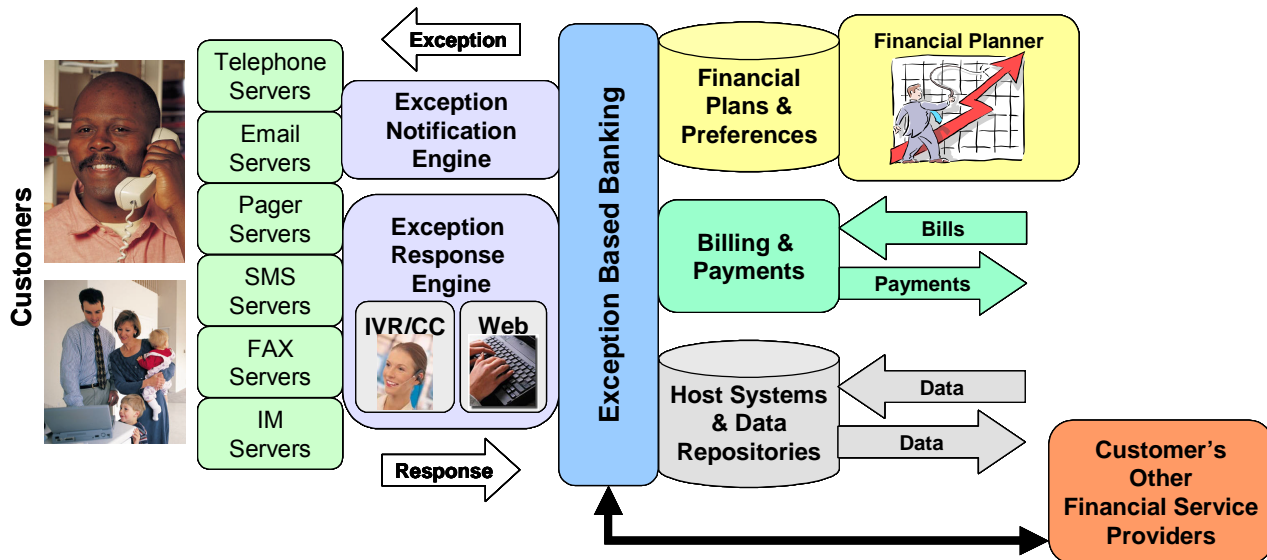 Customers
Telephone
Servers
Email
Servers
Pager
Servers
SMS
Servers
FAX
Servers
IM
Servers
Exception
Exception
Notification
Engine
Exception
Response
Engine
IVR/CC
Web
Response
Exception Based Banking
Financial
Plans &
Preferences
Financial Planner
Billing &
Payments
Bills
Payments
Host Systems
& Data
Repositories
Data
Data
Customer’s
Other
Financial Service
Providers